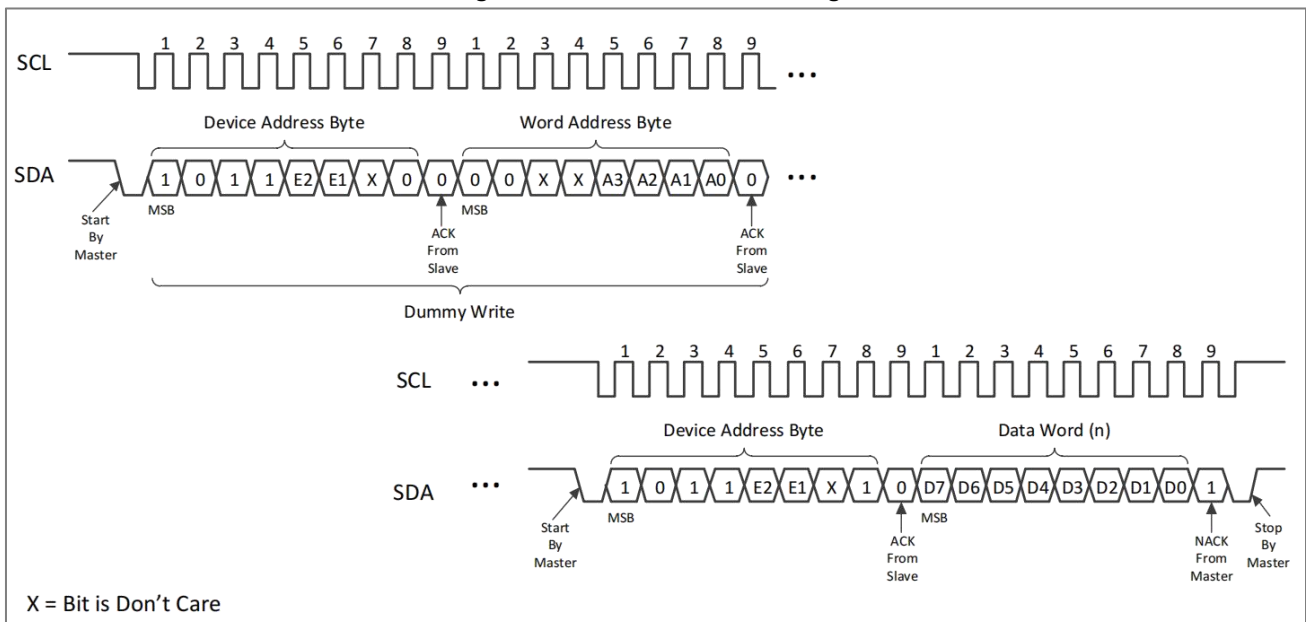 1 2 3 4 5 6 7 8 9 1 2 3 4 5 6 7 8 9
SCL
...
Device Address Byte Word Address Byte
SDA 1 0 1 1 E2 E1 X 0 0 0 0 X X A3 A2 A1 A0 0 ...
MSB MSB
Start By Master
ACK From Slave
ACK From Slave
Dummy Write
1 2 3 4 5 6 7 8 9 1 2 3 4 5 6 7 8 9
SCL ...
Device Address Byte Data Word (n)
SDA ... 1 0 1 1 E2 E1 X 1 0 D7 D6 D5 D4 D3 D2 D1 D0 1
MSB MSB
Start By Master
ACK From Slave
NACK From Master
Stop By Master
X = Bit is Don't Care